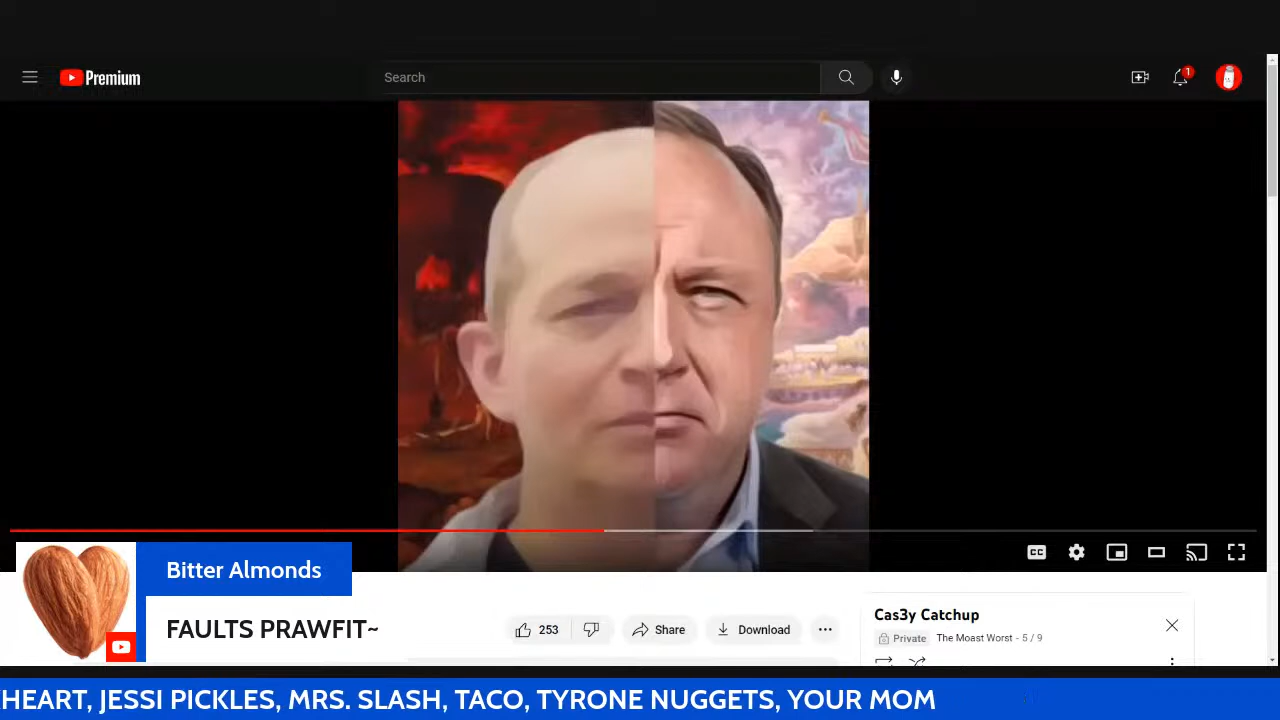 Premium
Search
1
Bitter Almonds
FAULTS PRAWFIT~
253
Share
Download
Cas3y Catchup
Private
The Moast Worst - 5 / 9
HEART, JESSI PICKLES, MRS. SLASH, TACO, TYRONE NUGGETS, YOUR MOM